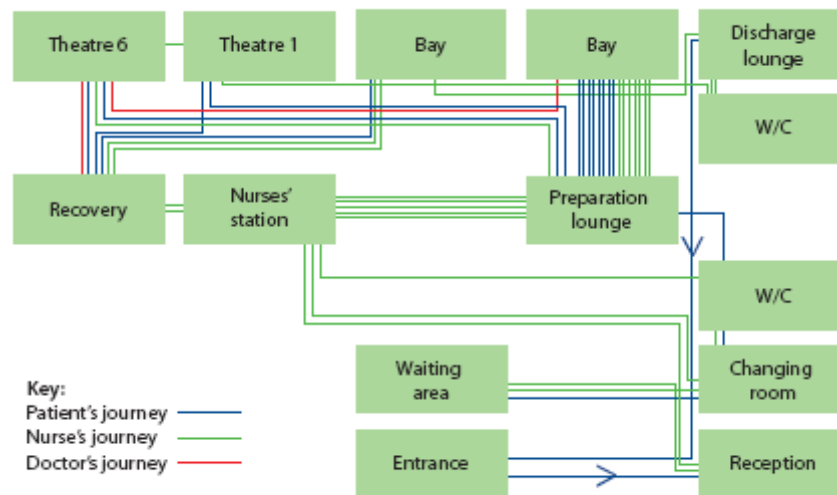 Theatre 6
Theatre 1
Bay
Bay
Discharge
lounge
W/C
Recovery
Nurses'
station
Preparation
lounge
W/C
Waiting
area
Changing
room
Key:
Patient's journey
Nurse's journey
Doctor's journey
Entrance
Reception